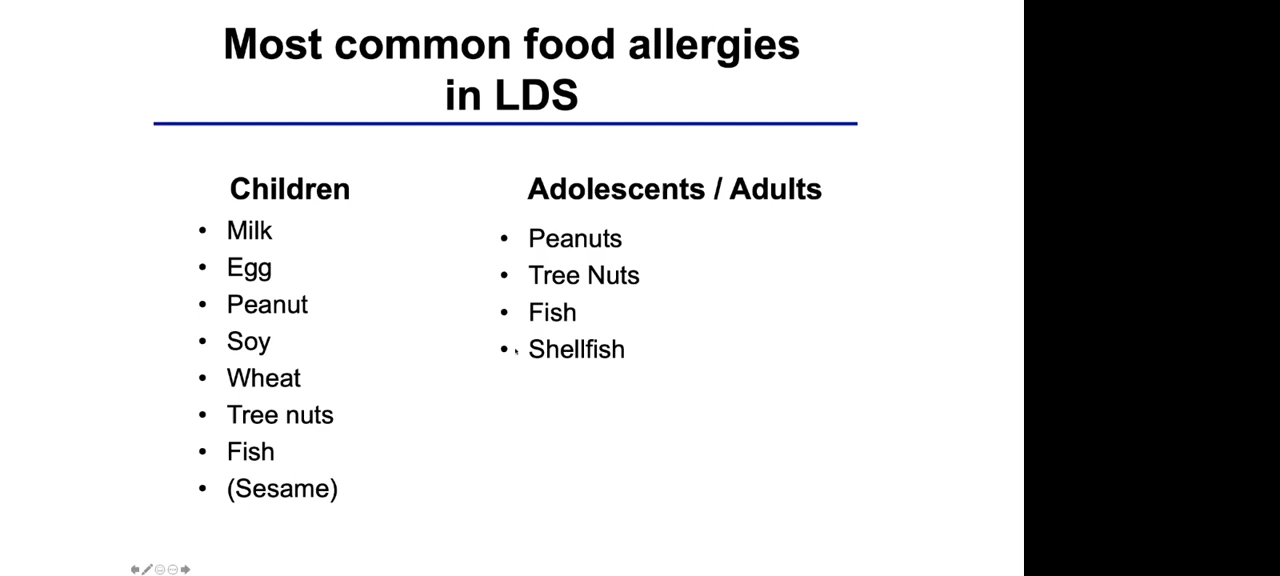 Most common food allergies
in LDS
Children
• Milk
• Egg
• Peanut
• Soy
• Wheat
• Tree nuts
• Fish
• (Sesame)
Adolescents / Adults
• Peanuts
• Tree Nuts
• Fish
• Shellfish